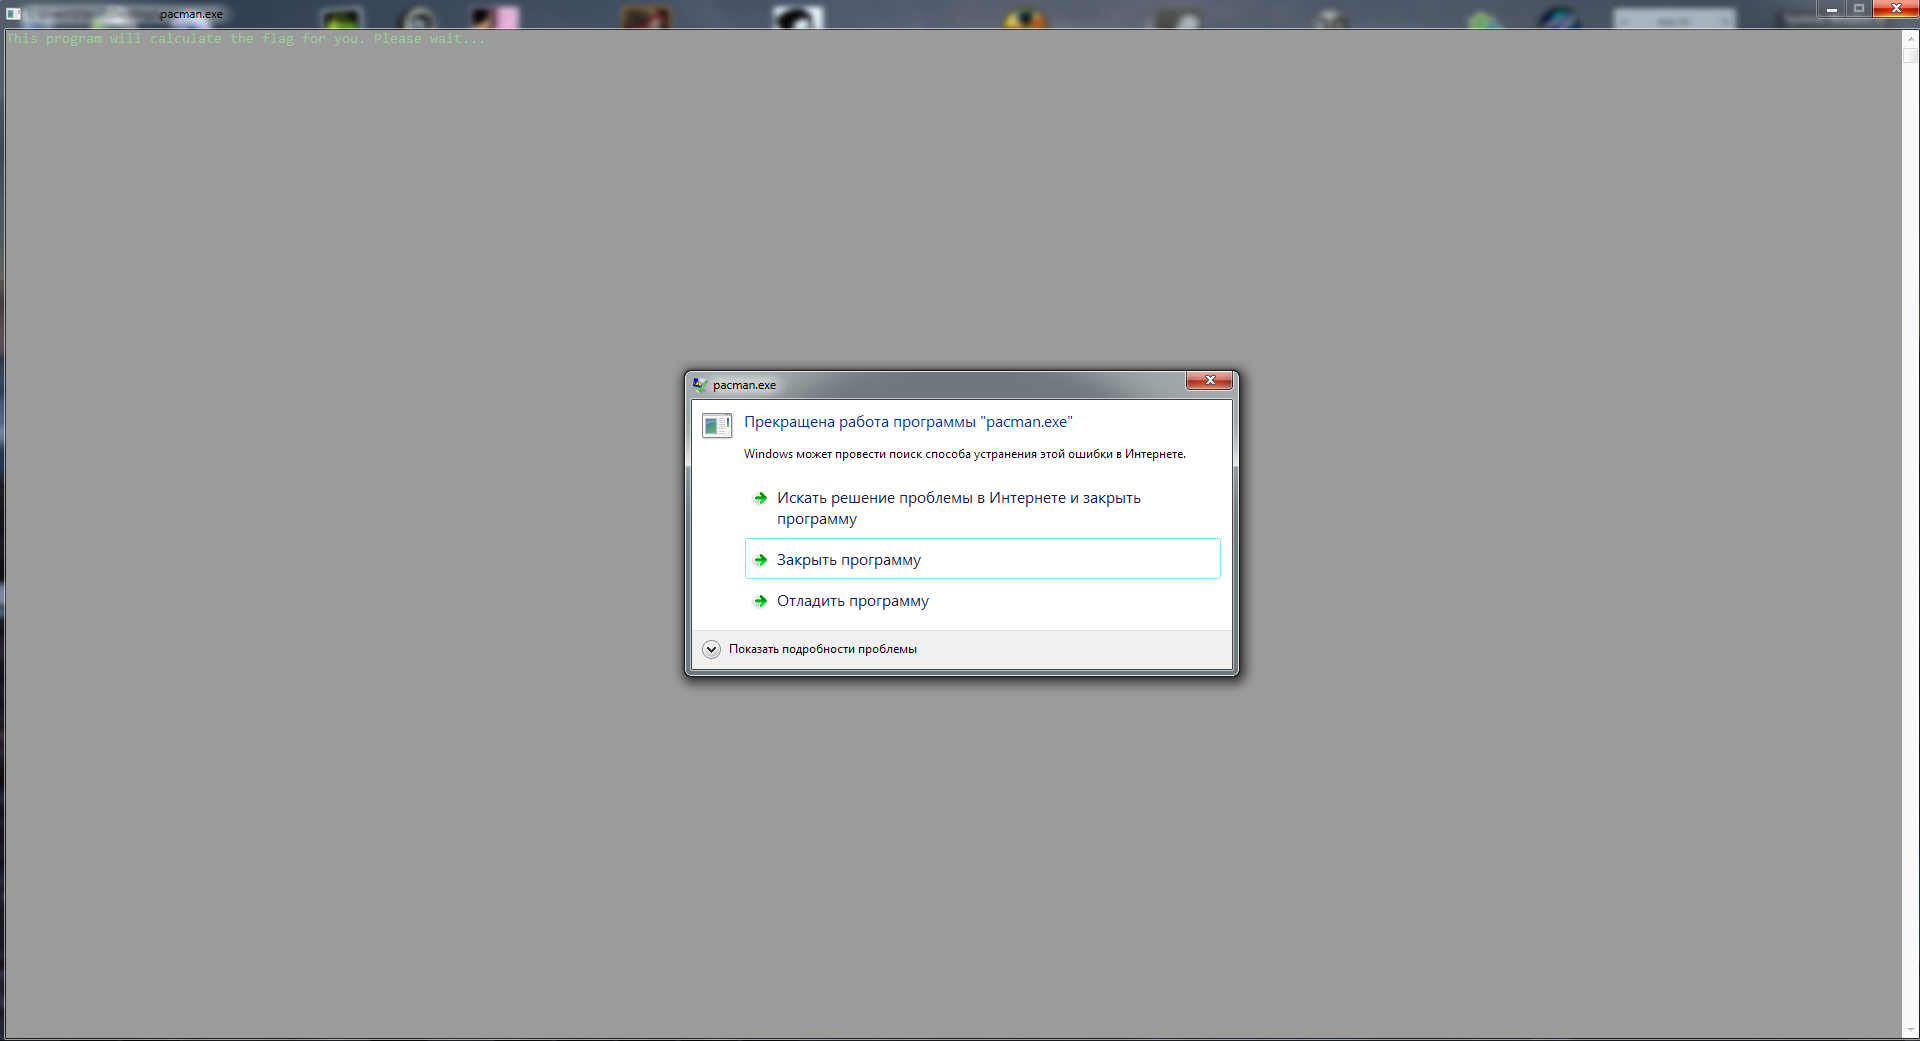 pacman.exe
This program will calculate the flag for you. Please wait...
pacman.exe
Прекращена работа программы "pacman.exe"
Windows может провести поиск способа устранения этой ошибки в Интернете.
Искать решение проблемы в Интернете и закрыть
программу
Закрыть программу
Отладить программу
Показать подробности проблемы